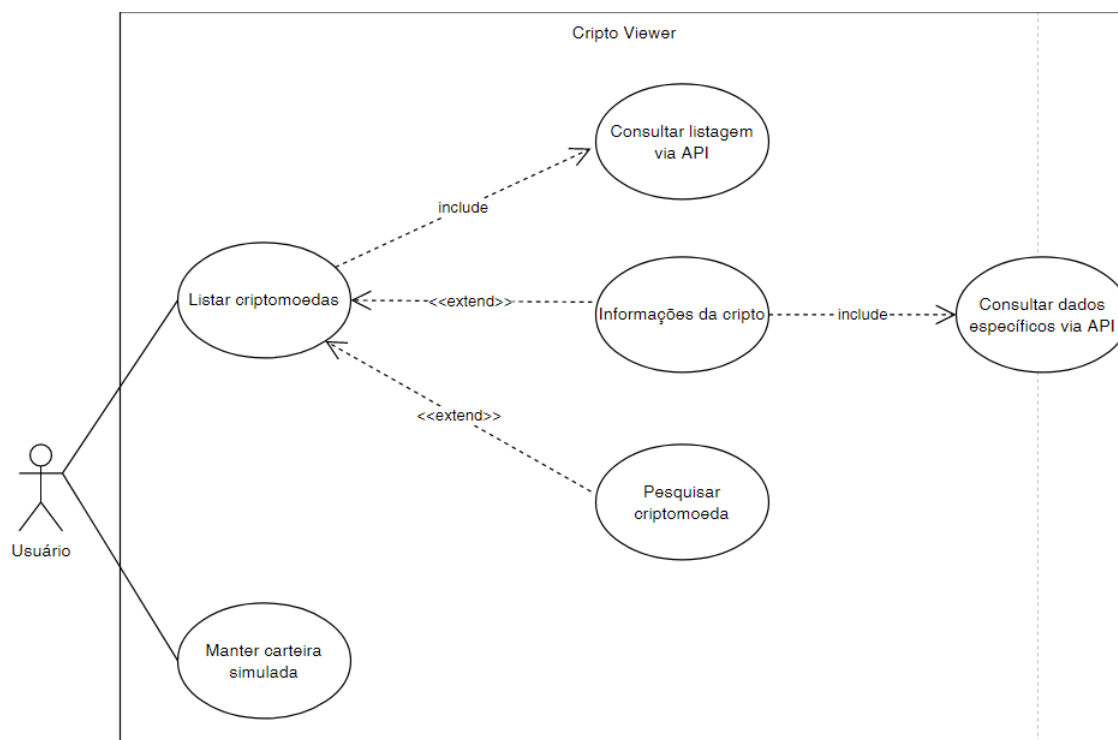 Cripto Viewer
Consultar listagem
via API
include
Listar criptomoedas
<<extend>>
Informações da cripto
include
Consultar dados
específicos via API
<<extend>>
Pesquisar
criptomoeda
Usuário
Manter carteira
simulada